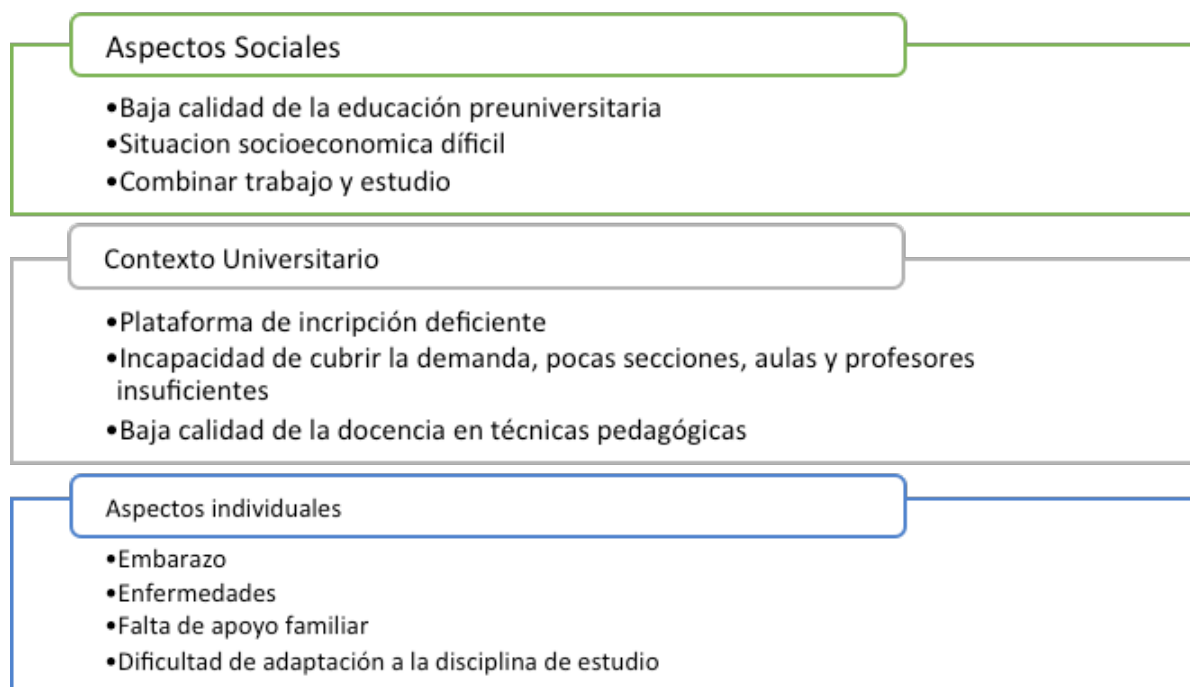 Aspectos Sociales
•Baja calidad de la educación preuniversitaria
•Situacion socioeconomica díficil
•Combinar trabajo y estudio
Contexto Universitario
•Plataforma de incripción deficiente
•Incapacidad de cubrir la demanda, pocas secciones, aulas y profesores
insuficientes
•Baja calidad de la docencia en técnicas pedagógicas
Aspectos individuales
•Embarazo
•Enfermedades
•Falta de apoyo familiar
•Dificultad de adaptación a la disciplina de estudio